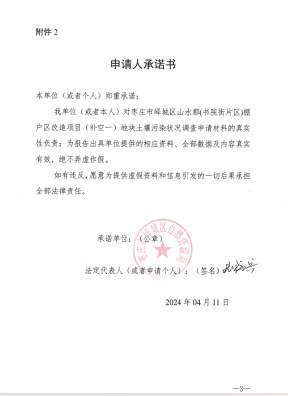 附件 2
申请人承诺书
本单位（或者个人）郑重承诺：
我单位（或者本人）对枣庄市峄城区山水郡(书院街片区)棚
户区改造项目（补空一）地块土壤污染状况调查申请材料的真实
性负责；为报告出具单位提供的相应资料、全部数据及内容真实
有效，绝不弄虚作假。
如有违反，愿意为提供虚假资料和信息引发的一切后果承担
全部法律责任。
承诺单位：（公章）
法定代表人（或者申请个人）：（签名）
2024 年 04 月 11 日
—3—